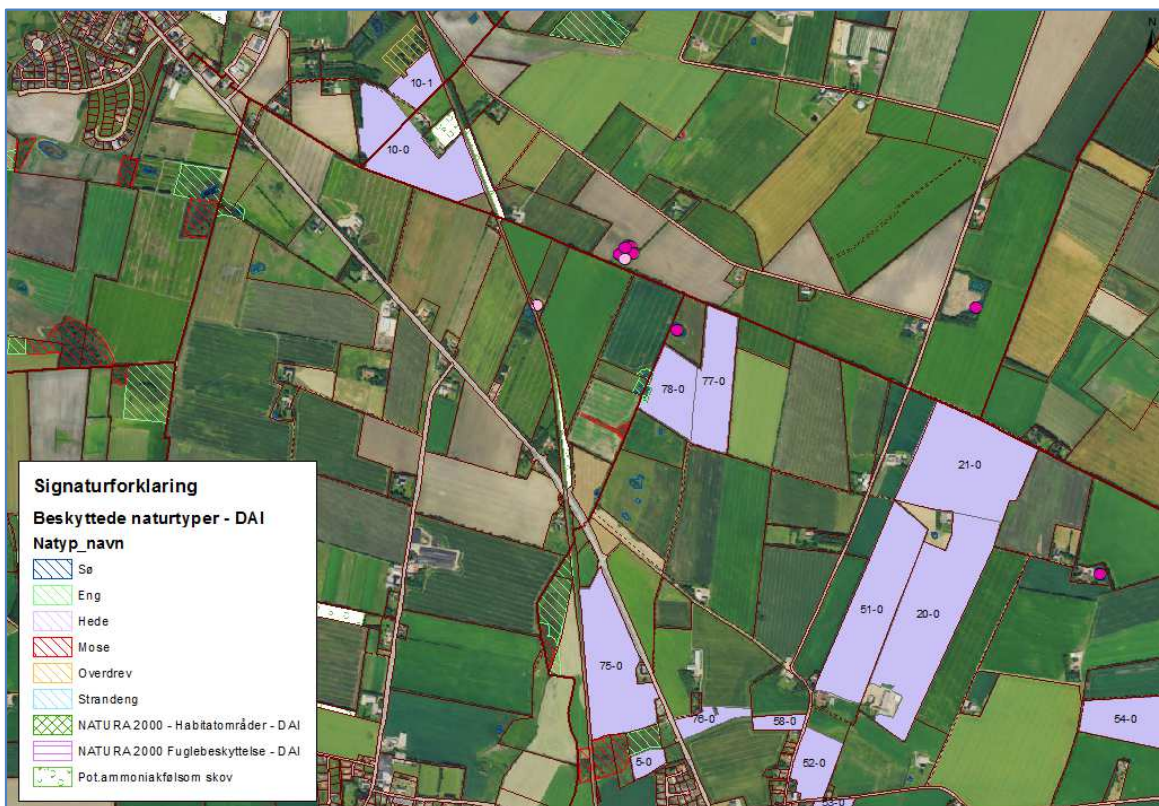 N
10-1
10-0
78-0
77-0
21-0
51-0
20-0
75-0
76-0
58-0
54-0
5-0
52-0
53-0
Signaturforklaring
Beskyttede naturtyper - DAI
Natyp_navn
Sø
Eng
Hede
Mose
Overdrev
Strandeng
NATURA2000 - Habitatområder - DAI
NATURA2000 Fuglebeskyttelse - DAI
Pot.ammoniakfølsom skov